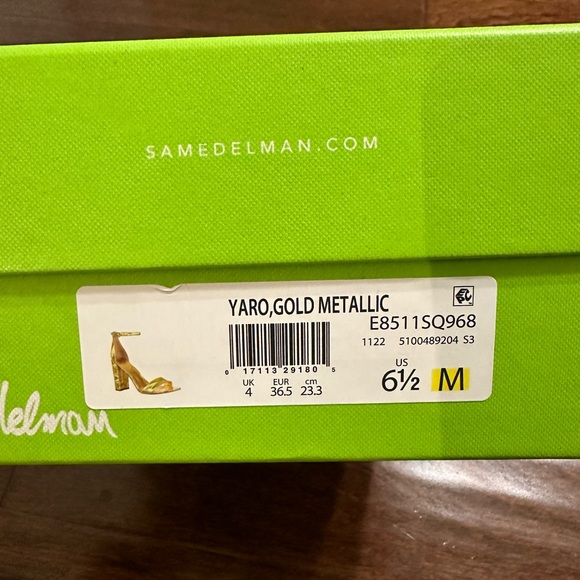 SAMEDELMAN.COM
YARO,GOLD METALLIC
E8511SQ968
1122 5100489204 S3
0 17113 29180 5
UK EUR cm
4 36.5 23.3
US
6½ M
delman